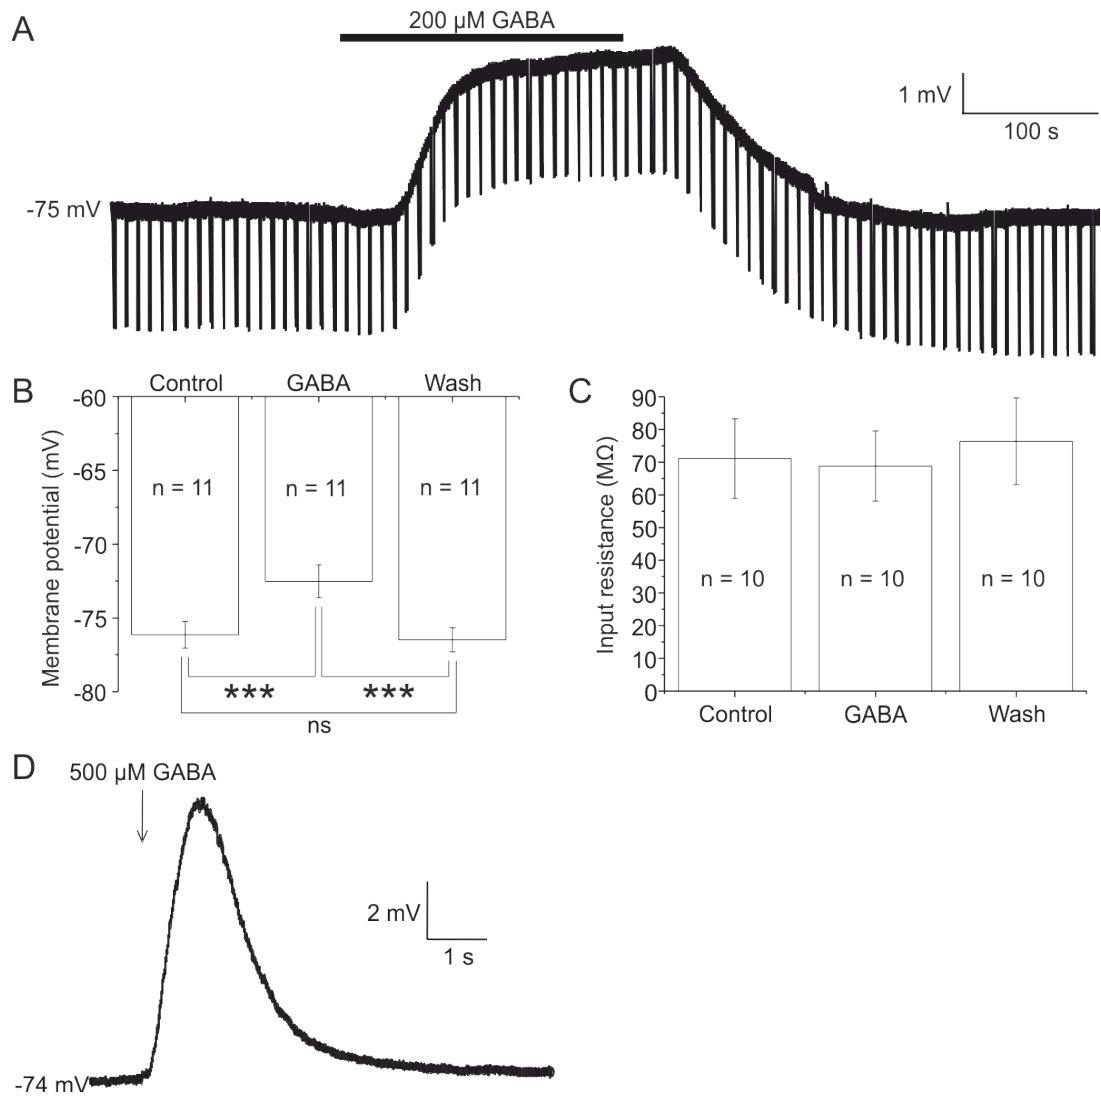 A
200 µM GABA
1 mV
100 s
-75 mV
B
Control GABA Wash
Membrane potential (mV)
-60
-65
-70
-75
-80
n = 11 n = 11 n = 11
*** ***
ns
C
Input resistance (MΩ)
90
80
70
60
50
40
30
20
10
0
n = 10 n = 10 n = 10
Control GABA Wash
D
500 µM GABA
2 mV
1 s
-74 mV